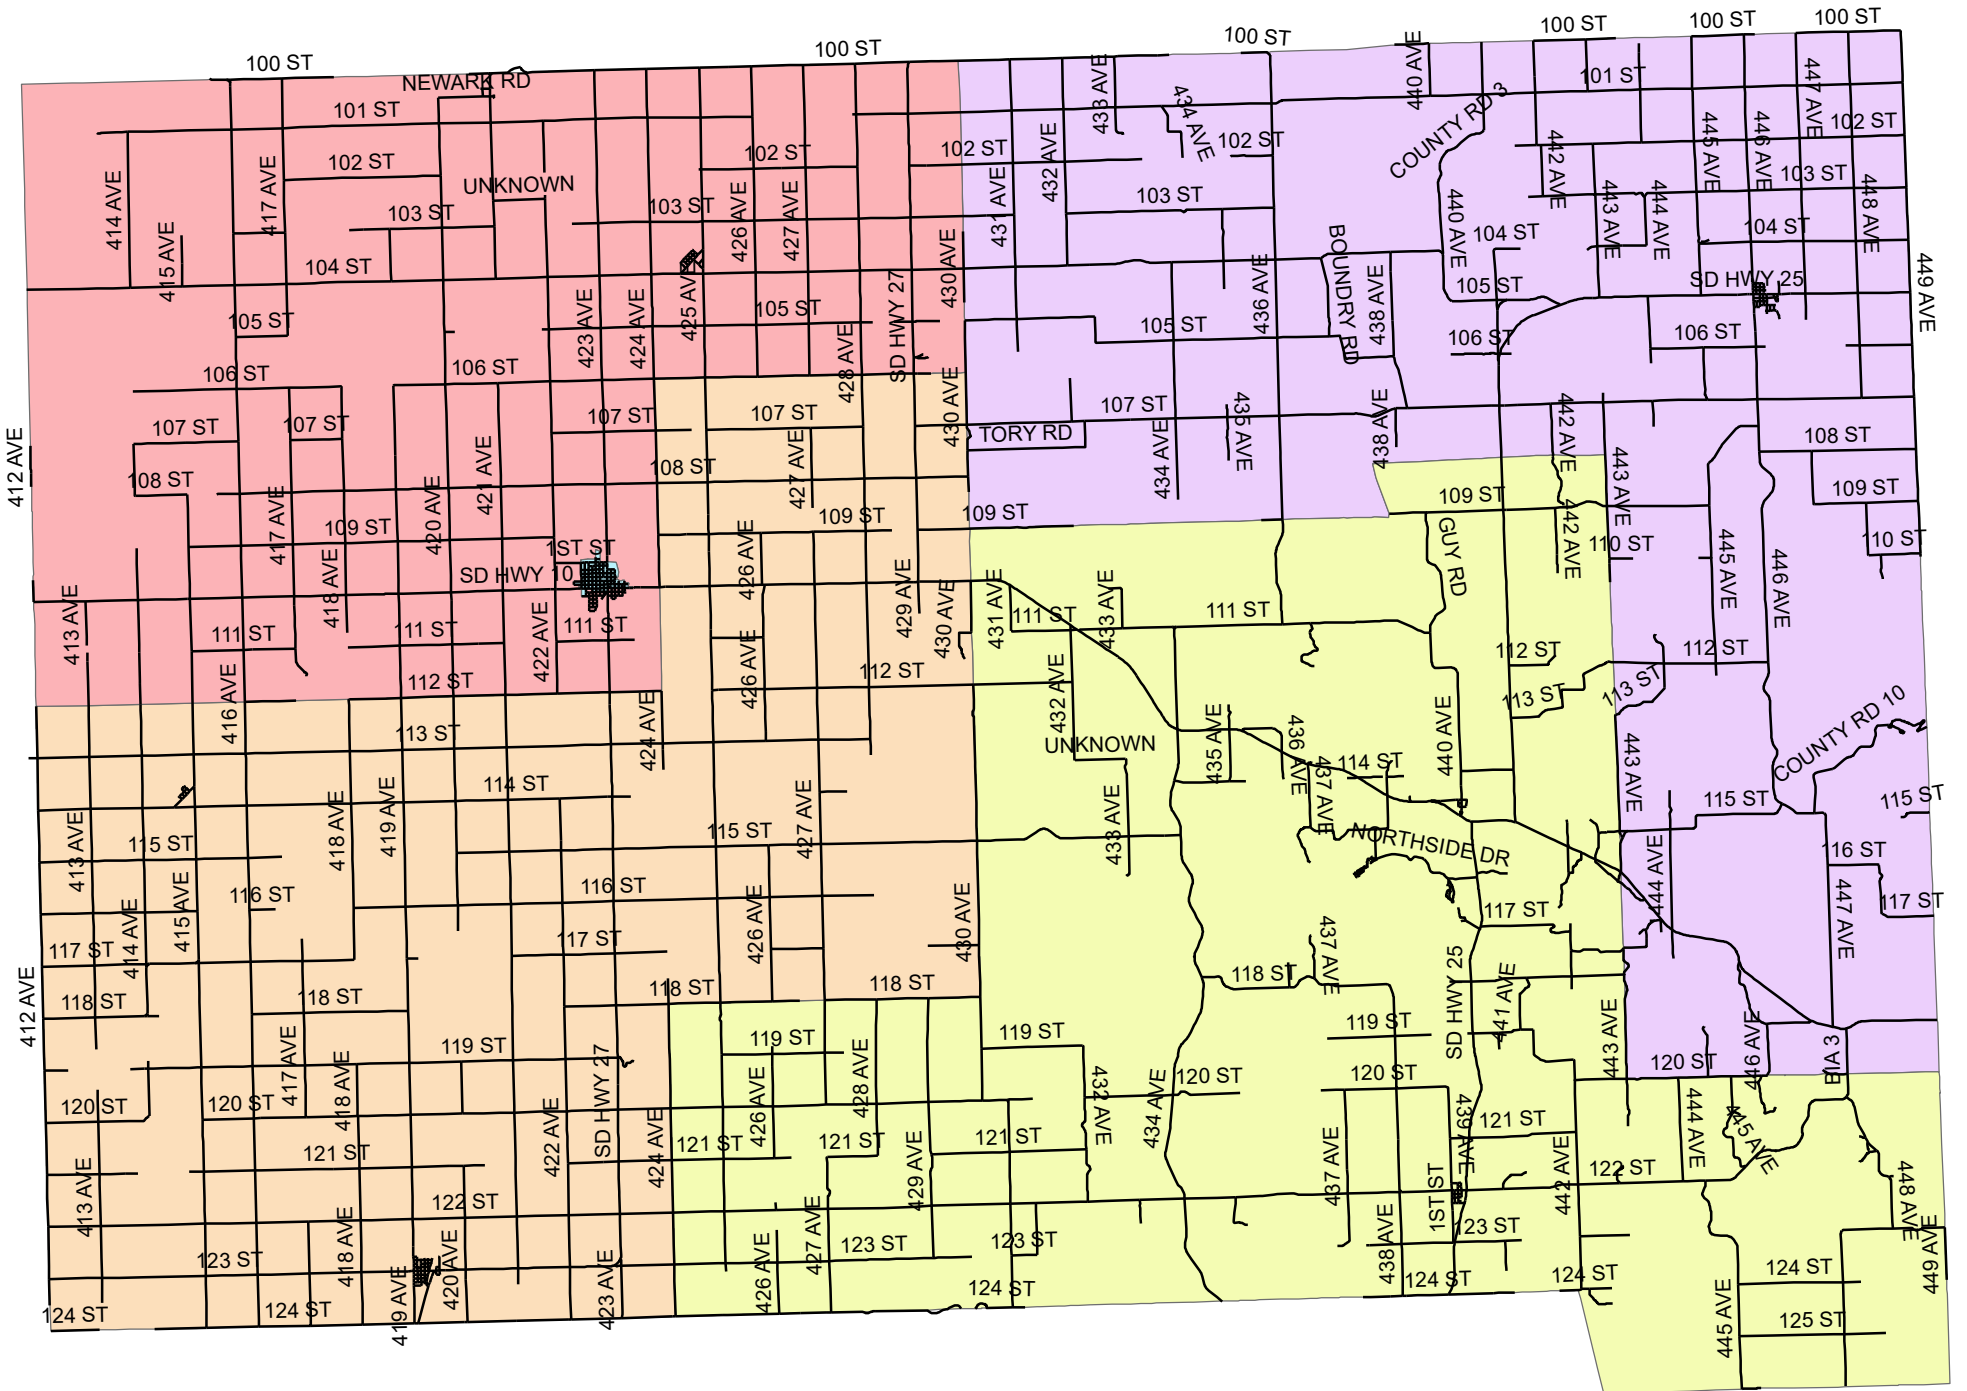 100 ST
100 ST
100 ST
100 ST
100 ST
100 ST
NEWARK RD
101 ST
440 AVE
101 ST
447 AVE
433 AVE
434 AVE
COUNTY RD 3
102 ST
102 ST
102 ST
102 ST
102 ST
432 AVE
442 AVE
445 AVE
446 AVE
414 AVE
417 AVE
UNKNOWN
103 ST
103 ST
103 ST
103 ST
426 AVE
427 AVE
431 AVE
440 AVE
443 AVE
444 AVE
448 AVE
415 AVE
104 ST
104 ST
104 ST
430 AVE
436 AVE
BOUNDRY RD
438 AVE
105 ST
SD HWY 25
449 AVE
105 ST
423 AVE
424 AVE
425 AVE
105 ST
SD HWY 27
105 ST
106 ST
106 ST
106 ST
106 ST
428 AVE
107 ST
107 ST
107 ST
107 ST
430 AVE
107 ST
TORY RD
435 AVE
438 AVE
442 AVE
108 ST
412 AVE
108 ST
421 AVE
108 ST
427 AVE
434 AVE
443 AVE
109 ST
109 ST
417 AVE
420 AVE
109 ST
109 ST
109 ST
442 AVE
110 ST
110 ST
1ST ST
SD HWY 10
426 AVE
GUY RD
445 AVE
446 AVE
413 AVE
418 AVE
429 AVE
430 AVE
431 AVE
433 AVE
111 ST
111 ST
111 ST
111 ST
111 ST
422 AVE
426 AVE
112 ST
112 ST
112 ST
112 ST
416 AVE
432 AVE
113 ST
113 ST
424 AVE
113 ST
UNKNOWN
435 AVE
436 AVE
440 AVE
443 AVE
COUNTY RD 10
114 ST
114 ST
437 AVE
413 AVE
418 AVE
419 AVE
427 AVE
433 AVE
115 ST
115 ST
115 ST
115 ST
NORTHSIDE DR
444 AVE
116 ST
116 ST
116 ST
414 AVE
415 AVE
426 AVE
430 AVE
117 ST
117 ST
117 ST
117 ST
447 AVE
437 AVE
412 AVE
118 ST
118 ST
118 ST
118 ST
118 ST
SD HWY 25
441 AVE
443 AVE
119 ST
119 ST
119 ST
119 ST
417 AVE
418 AVE
SD HWY 27
428 AVE
446 AVE
BIA 3
120 ST
120 ST
120 ST
120 ST
120 ST
422 AVE
424 AVE
426 AVE
432 AVE
434 AVE
439 AVE
444 AVE
445 AVE
121 ST
121 ST
121 ST
121 ST
121 ST
413 AVE
429 AVE
437 AVE
442 AVE
122 ST
122 ST
1ST ST
448 AVE
418 AVE
427 AVE
438 AVE
123 ST
123 ST
123 ST
123 ST
449 AVE
419 AVE
420 AVE
423 AVE
426 AVE
124 ST
124 ST
124 ST
124 ST
124 ST
124 ST
445 AVE
125 ST